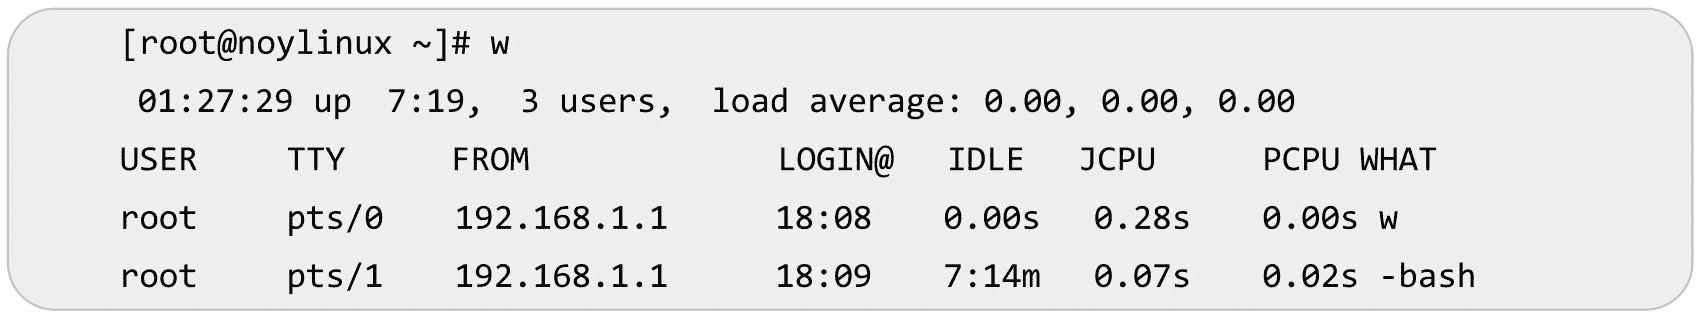 [root@noylinux ~]# w
01:27:29 up  7:19,  3 users,  load average: 0.00, 0.00, 0.00
USER     TTY      FROM             LOGIN@   IDLE   JCPU   PCPU WHAT
root     pts/0    192.168.1.1      18:08    0.00s  0.28s  0.00s w
root     pts/1    192.168.1.1      18:09    7:14m  0.07s  0.02s -bash